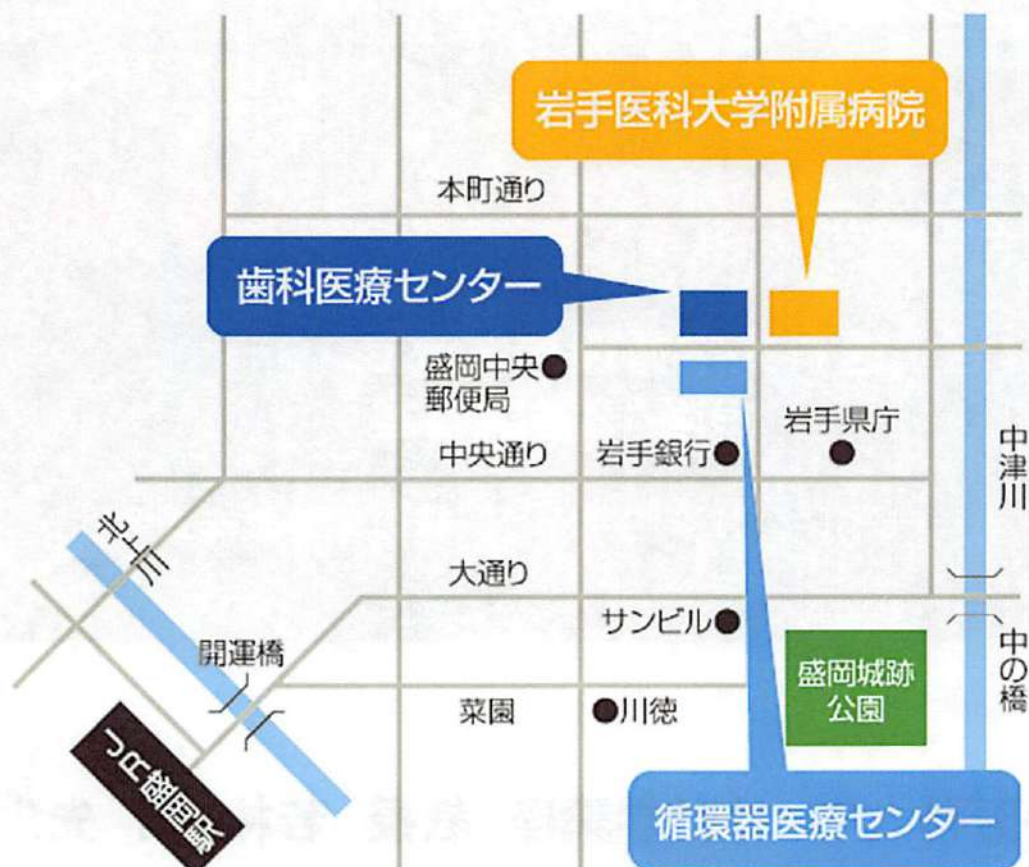 岩手医科大学附属病院
本町通り
歯科医療センター
盛岡中央
郵便局
岩手県庁
中央通り
岩手銀行
中津川
北上川
大通り
サンビル
開運橋
中の橋
盛岡城跡
公園
菜園
川徳
JR盛岡駅
循環器医療センター